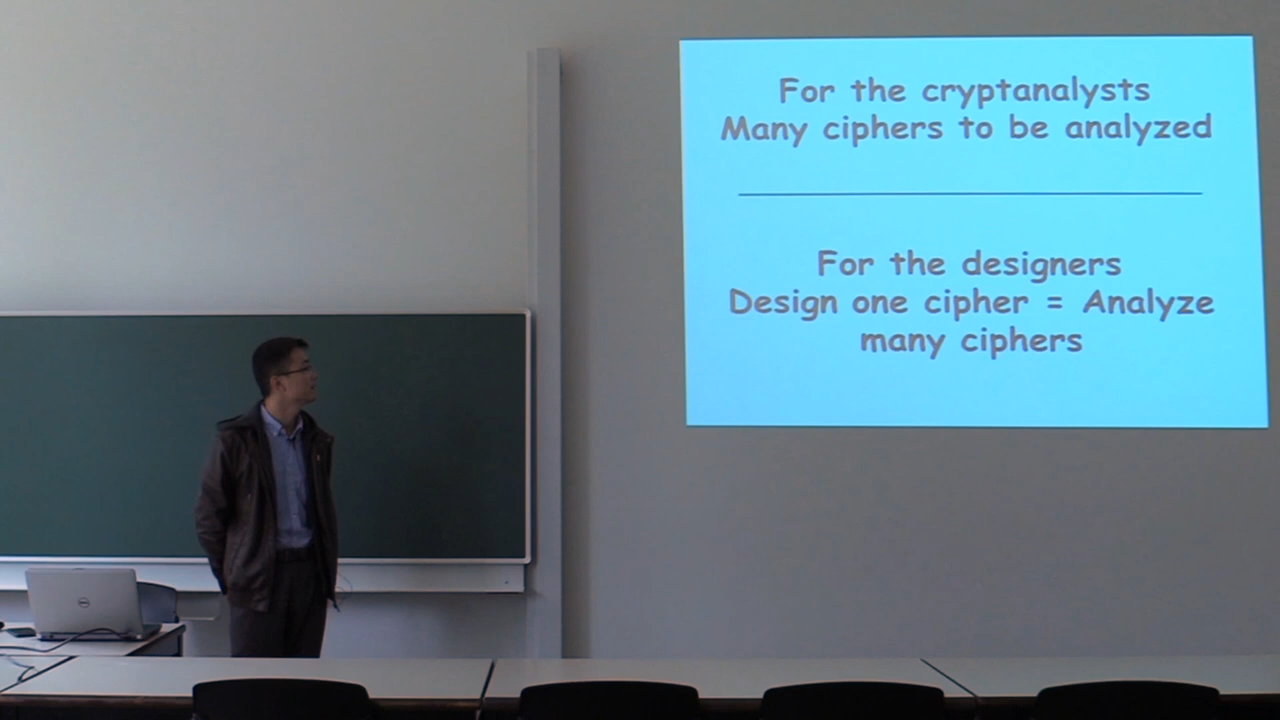 For the cryptanalysts
Many ciphers to be analyzed
For the designers
Design one cipher = Analyze
many ciphers